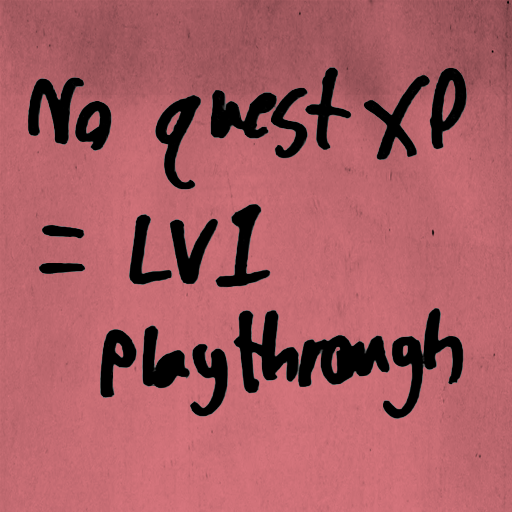 No quest XP
= LV1
playthrough